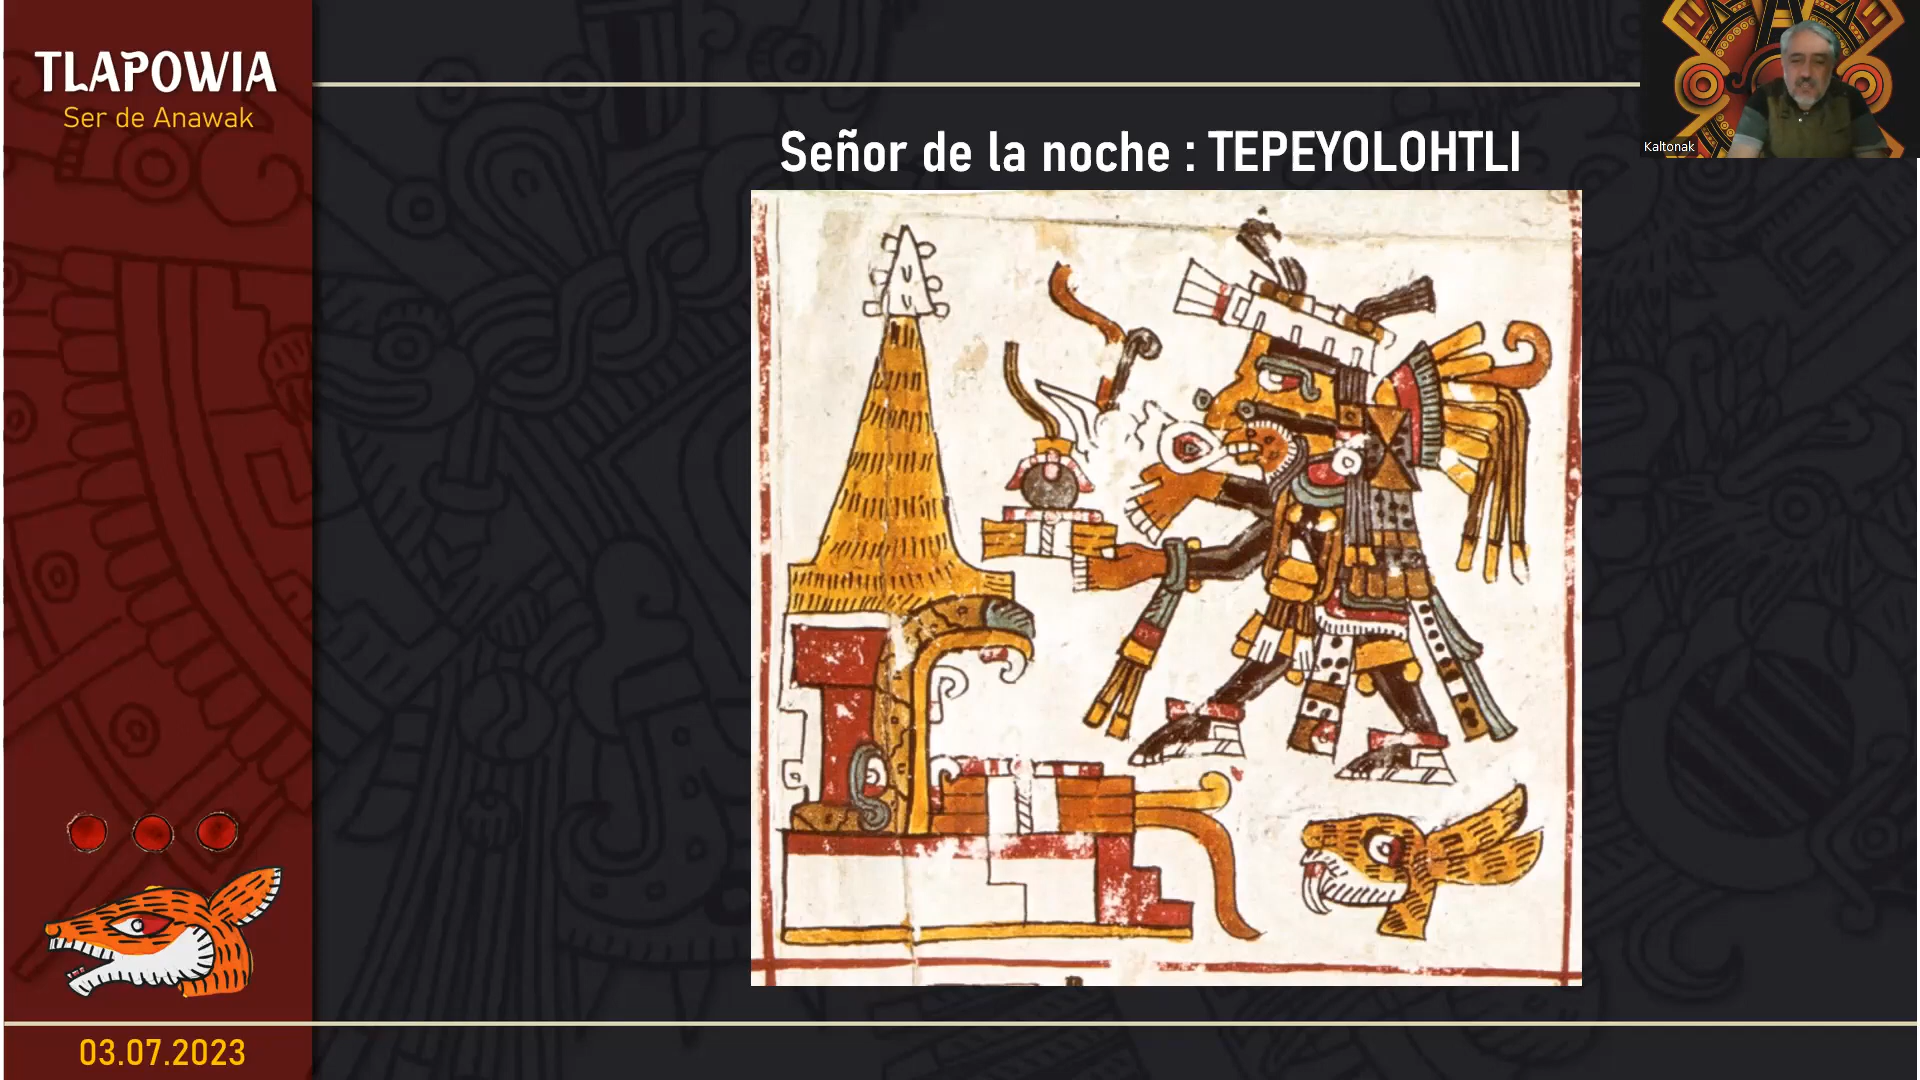 TLAPOWIA
Ser de Anawak
Señor de la noche : TEPEYOLOHTLI
Kaltonak
03.07.2023